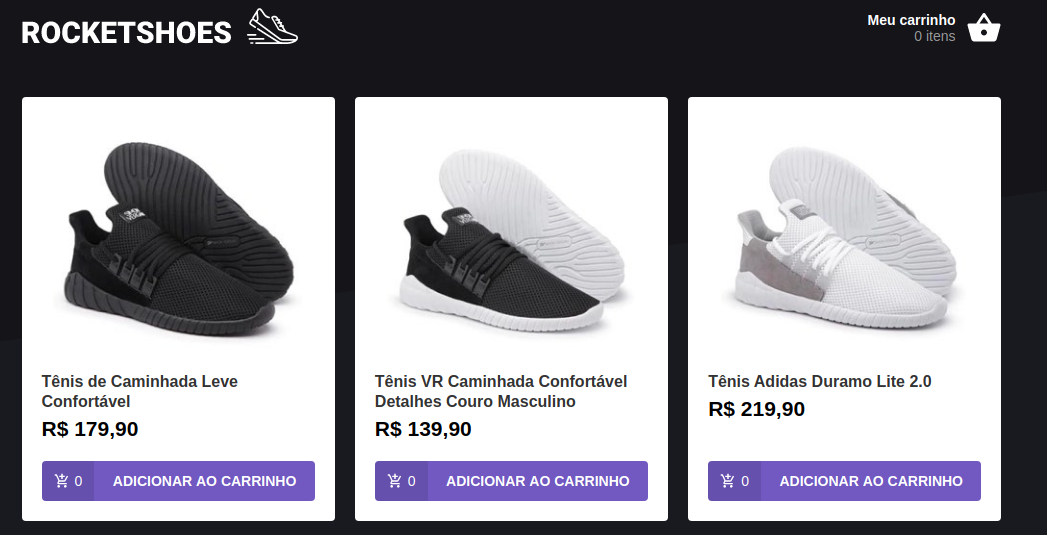 ROCKETSHOES
Meu carrinho
0 itens
Tênis de Caminhada Leve
Confortável
R$ 179,90
0 ADICIONAR AO CARRINHO
Tênis VR Caminhada Confortável
Detalhes Couro Masculino
R$ 139,90
0 ADICIONAR AO CARRINHO
Tênis Adidas Duramo Lite 2.0
R$ 219,90
0 ADICIONAR AO CARRINHO